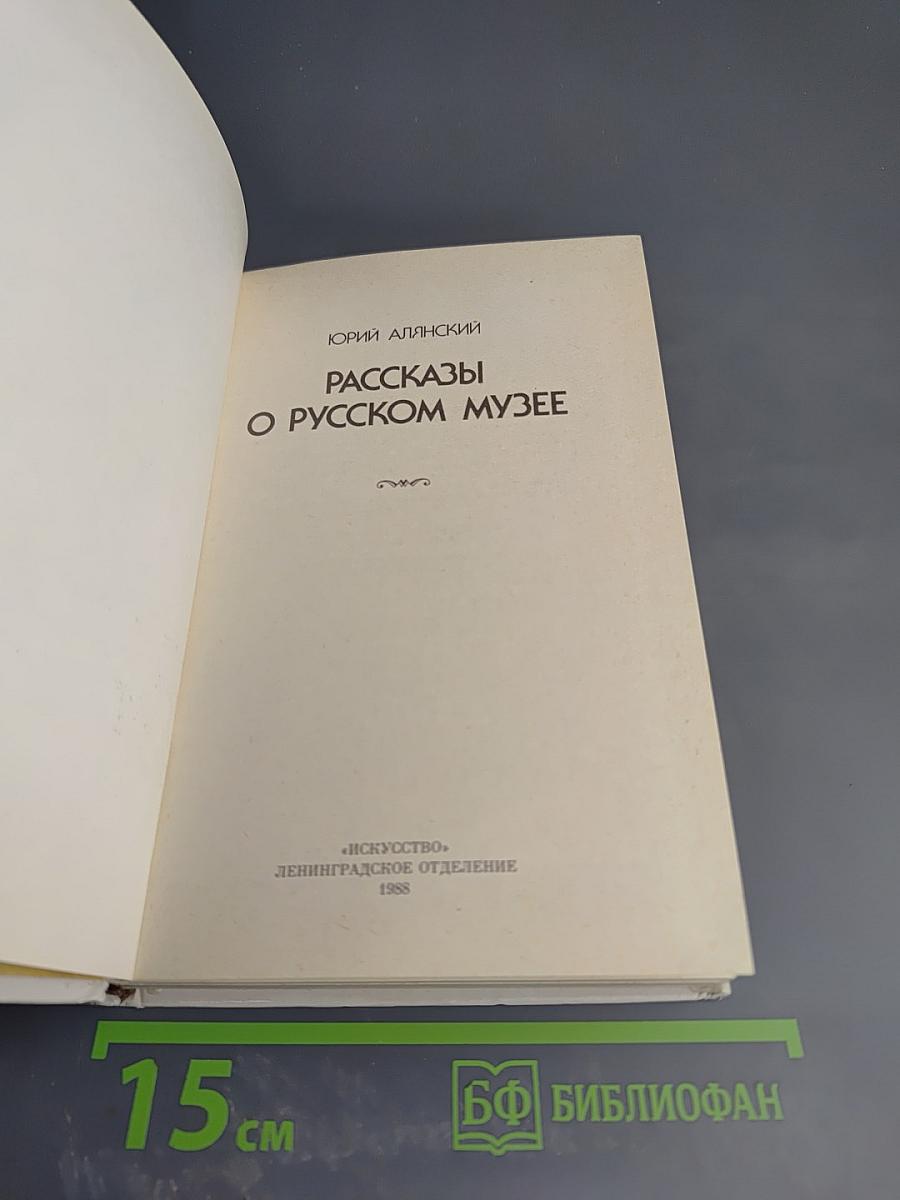 ЮРИЙ АЛЯНСКИЙ
РАССКАЗЫ
О РУССКОМ МУЗЕЕ
«ИСКУССТВО»
ЛЕНИНГРАДСКОЕ ОТДЕЛЕНИЕ
1988
15 см
БФ БИБЛИОФАН